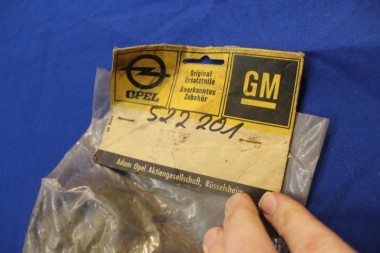 OPEL
Original
Ersatzteile
Anerkanntes
Zubehör
GM
522 201
Adam Opel Aktiengesellschaft, Rüsselsheim